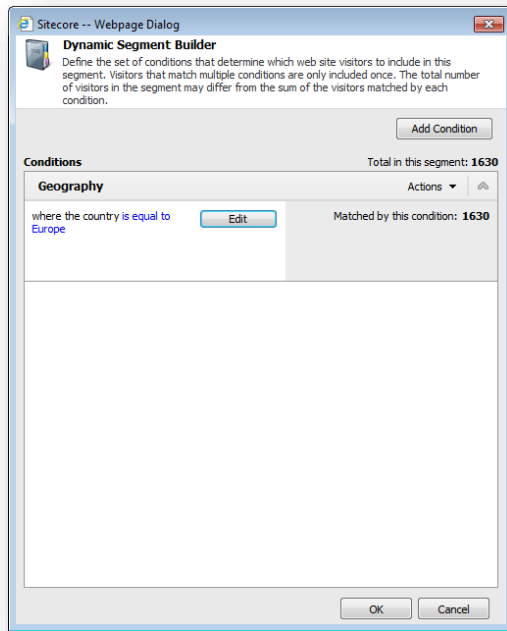 Sitecore -- Webpage Dialog
Dynamic Segment Builder
Define the set of conditions that determine which web site visitors to include in this
segment. Visitors that match multiple conditions are only included once. The total number
of visitors in the segment may differ from the sum of the visitors matched by each
condition.
Add Condition
Conditions Total in this segment: 1630
Geography Actions
where the country is equal to Edit Matched by this condition: 1630
Europe
OK Cancel